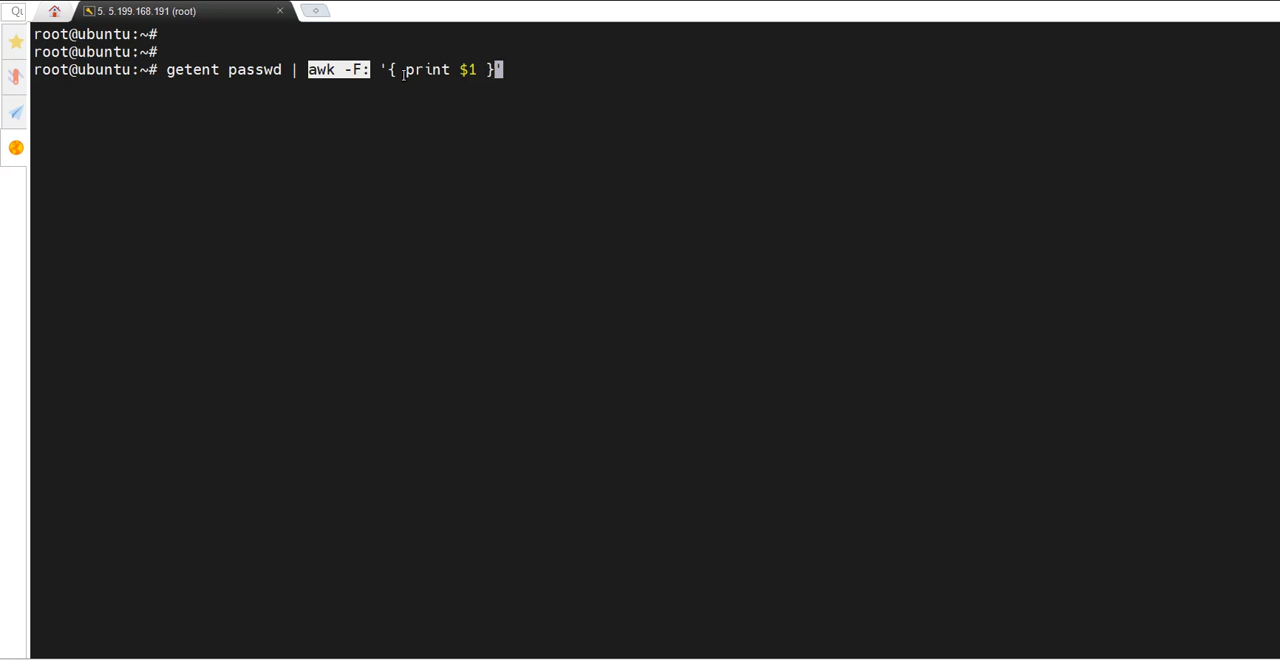 5. 5.199.168.191 (root)
root@ubuntu:~#
root@ubuntu:~#
root@ubuntu:~# getent passwd | awk -F: '{ print $1 }'